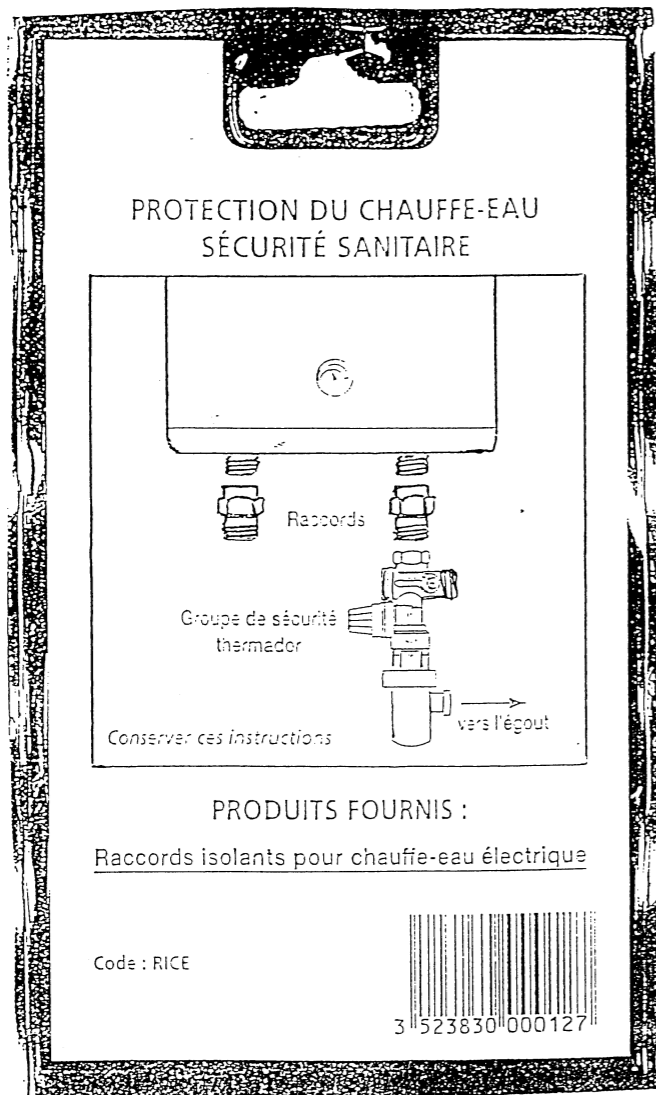 PROTECTION DU CHAUFFE-EAU
SÉCURITÉ SANITAIRE
Raccords
Groupe de sécurité
thermador
vers l'égout
Conserver ces instructions
PRODUITS FOURNIS :
Raccords isolants pour chauffe-eau électrique
Code : RICE
3 523830 000127